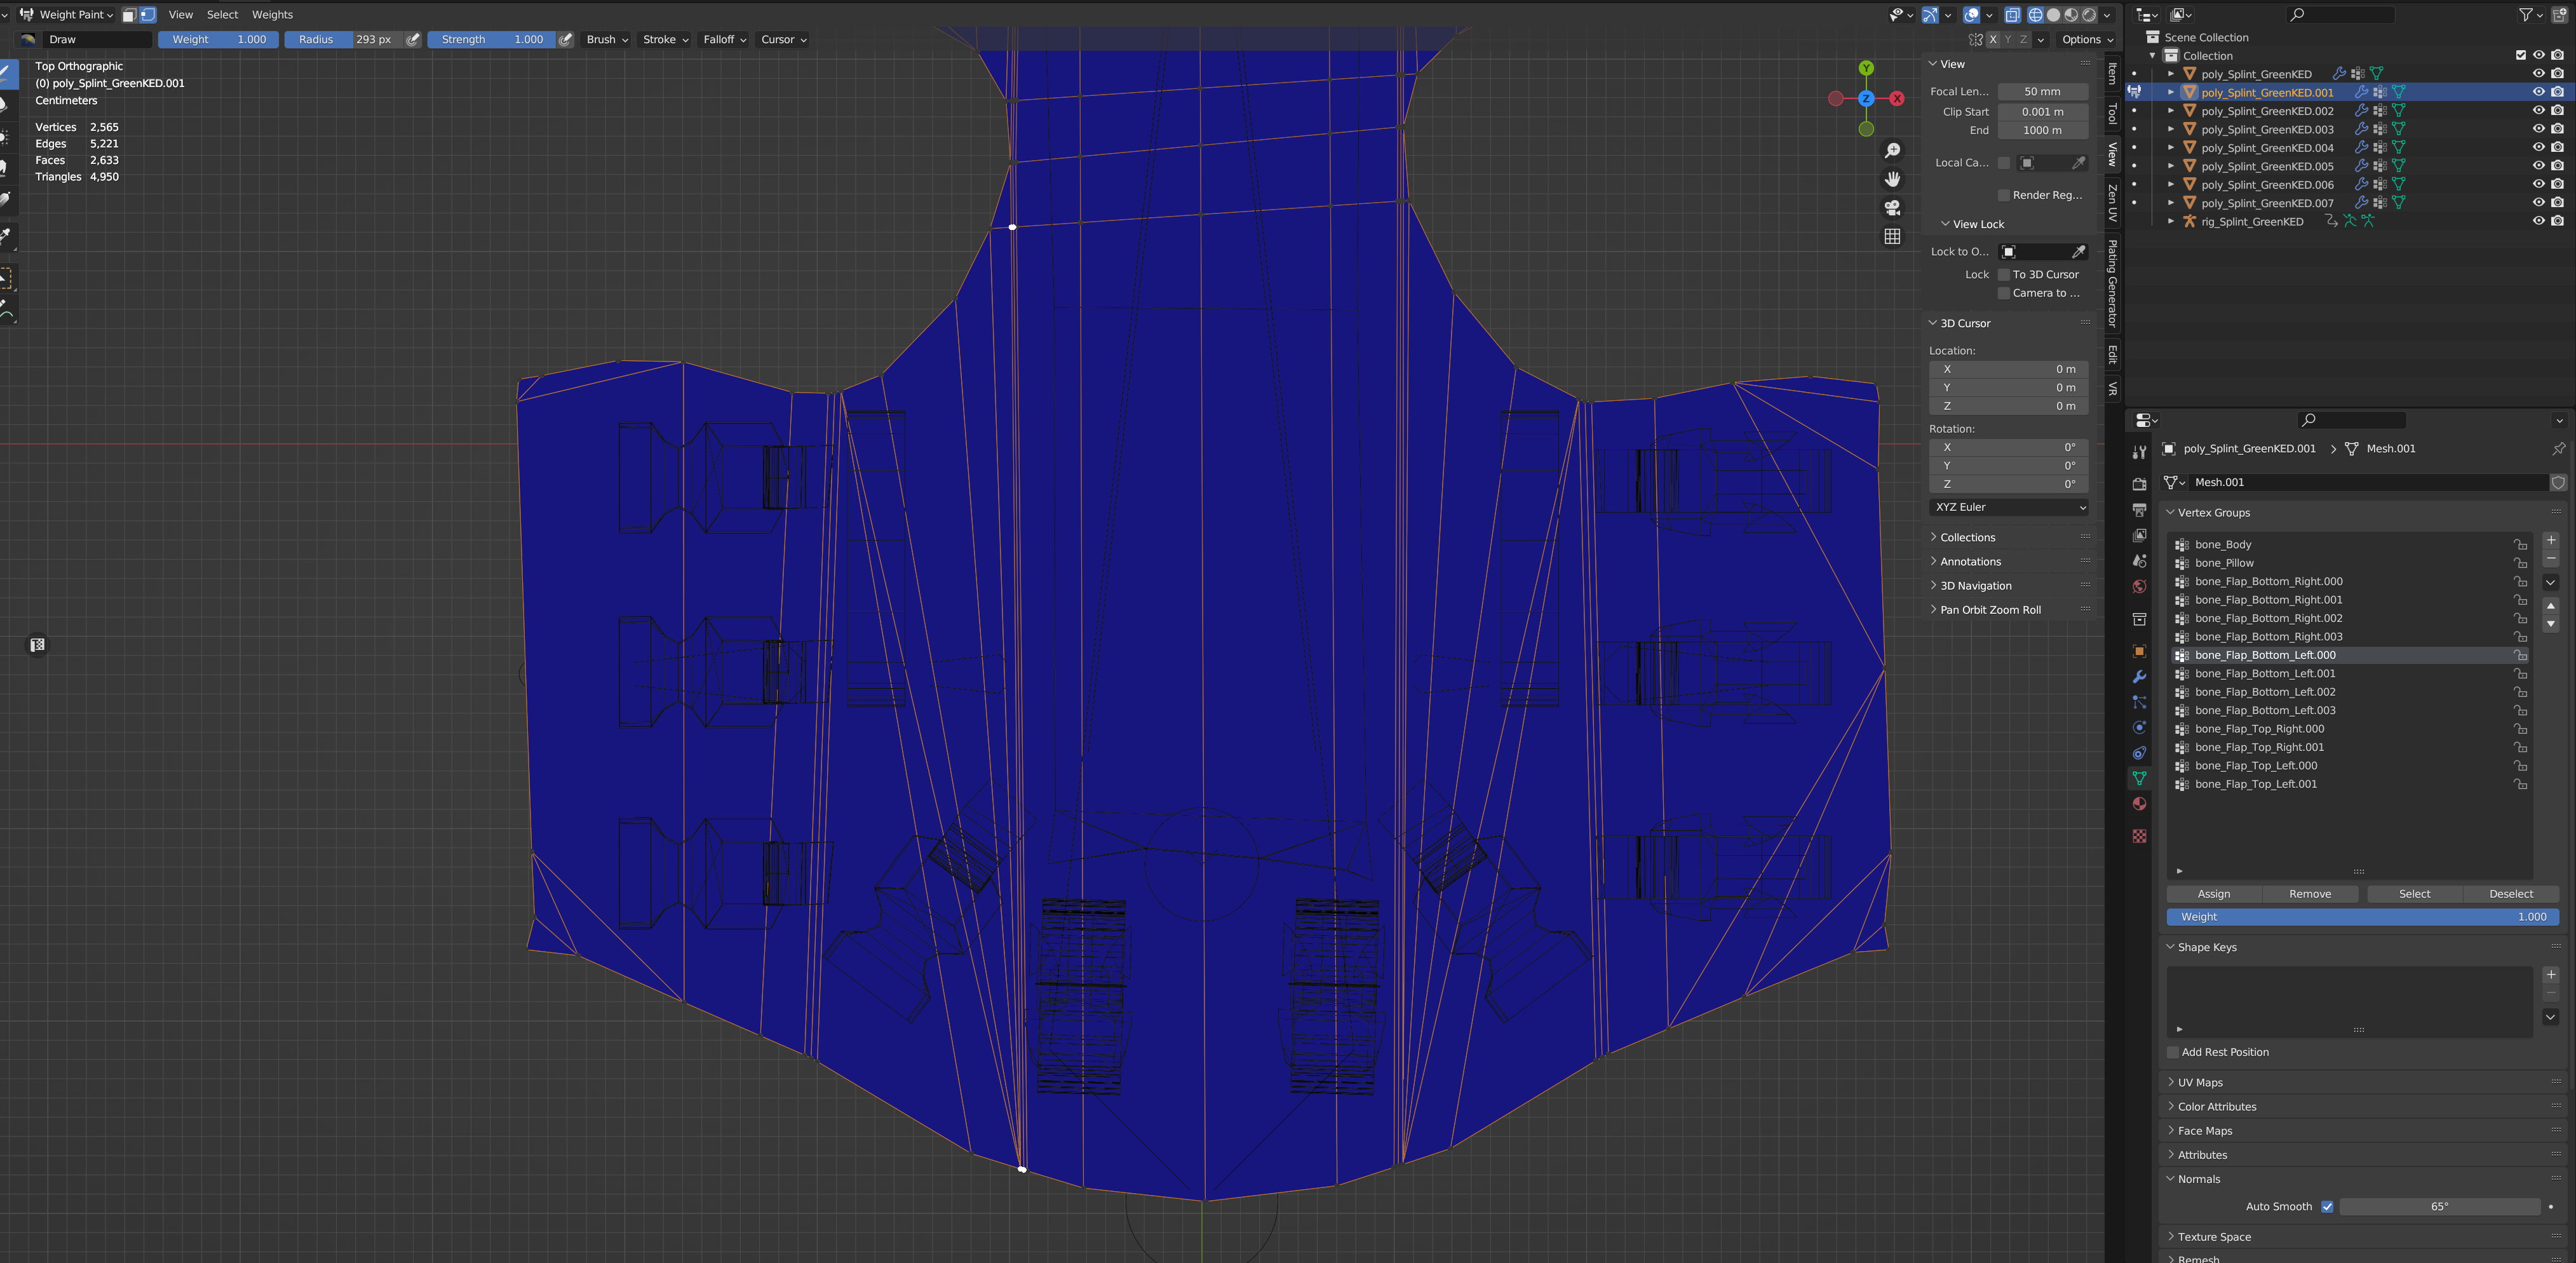 Weight Paint View Select Weights
Draw Weight 1.000 Radius 293 px Strength 1.000 Brush Stroke Falloff Cursor X Y Z Options
Top Orthographic
(0) poly_Splint_GreenKED.001
Centimeters
Vertices 2,565
Edges 5,221
Faces 2,633
Triangles 4,950
Y
Z X
View
Focal Len... 50 mm
Clip Start 0.001 m
End 1000 m
Local Ca...
Render Reg...
View Lock
Lock to O...
Lock To 3D Cursor
Camera to ...
3D Cursor
Location:
X 0 m
Y 0 m
Z 0 m
Rotation:
X 0°
Y 0°
Z 0°
XYZ Euler
Collections
Annotations
3D Navigation
Pan Orbit Zoom Roll
Item
Tool
View
Zen UV
Plating Generator
Edit
VR
Scene Collection
Collection
poly_Splint_GreenKED
poly_Splint_GreenKED.001
poly_Splint_GreenKED.002
poly_Splint_GreenKED.003
poly_Splint_GreenKED.004
poly_Splint_GreenKED.005
poly_Splint_GreenKED.006
poly_Splint_GreenKED.007
rig_Splint_GreenKED
poly_Splint_GreenKED.001 > Mesh.001
Mesh.001
Vertex Groups
bone_Body
bone_Pillow
bone_Flap_Bottom_Right.000
bone_Flap_Bottom_Right.001
bone_Flap_Bottom_Right.002
bone_Flap_Bottom_Right.003
bone_Flap_Bottom_Left.000
bone_Flap_Bottom_Left.001
bone_Flap_Bottom_Left.002
bone_Flap_Bottom_Left.003
bone_Flap_Top_Right.000
bone_Flap_Top_Right.001
bone_Flap_Top_Left.000
bone_Flap_Top_Left.001
Assign Remove Select Deselect
Weight 1.000
Shape Keys
Add Rest Position
UV Maps
Color Attributes
Face Maps
Attributes
Normals
Auto Smooth 65°
Texture Space
Remesh